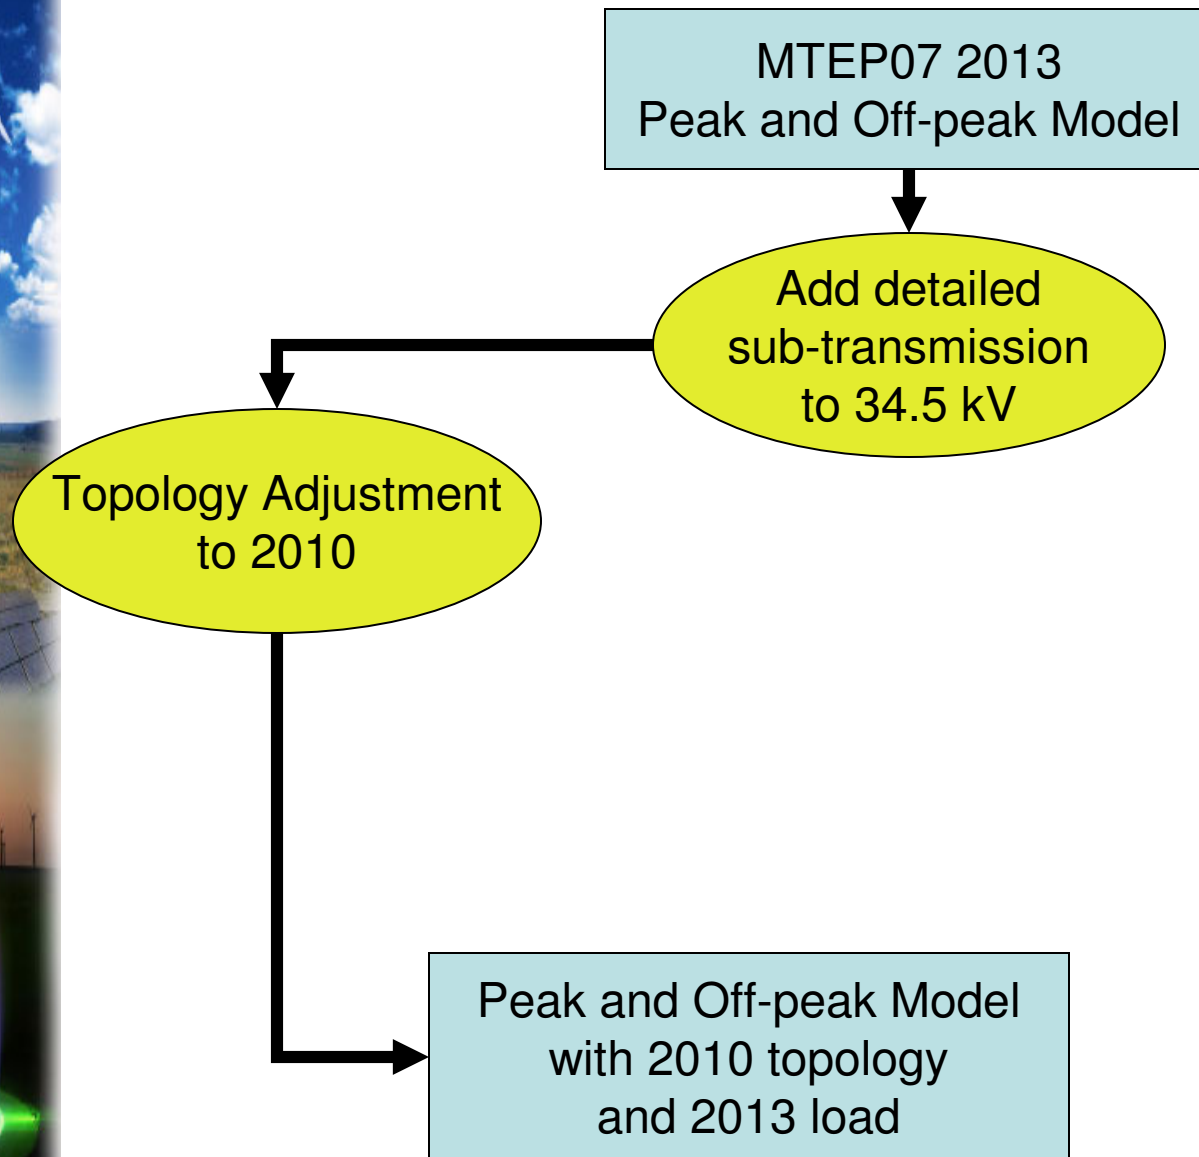 MTEP07 2013
Peak and Off-peak Model
Add detailed
sub-transmission
to 34.5 kV
Topology Adjustment
to 2010
Peak and Off-peak Model
with 2010 topology
and 2013 load